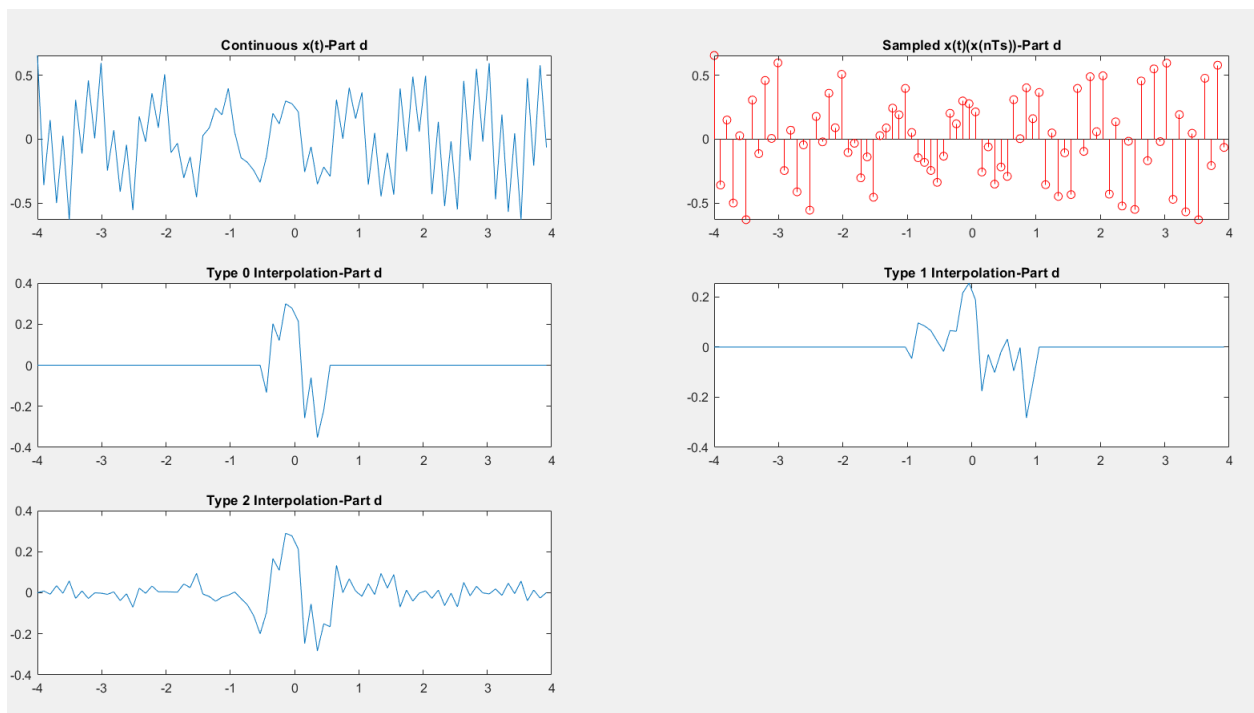 Continuous x(t)-Part d
0.5
0
-0.5
-4 -3 -2 -1 0 1 2 3 4
Sampled x(t)(x(nTs))-Part d
0.5
0
-0.5
-4 -3 -2 -1 0 1 2 3 4
Type 0 Interpolation-Part d
0.4
0.2
0
-0.2
-0.4
-4 -3 -2 -1 0 1 2 3 4
Type 1 Interpolation-Part d
0.2
0
-0.2
-0.4
-4 -3 -2 -1 0 1 2 3 4
Type 2 Interpolation-Part d
0.4
0.2
0
-0.2
-0.4
-4 -3 -2 -1 0 1 2 3 4